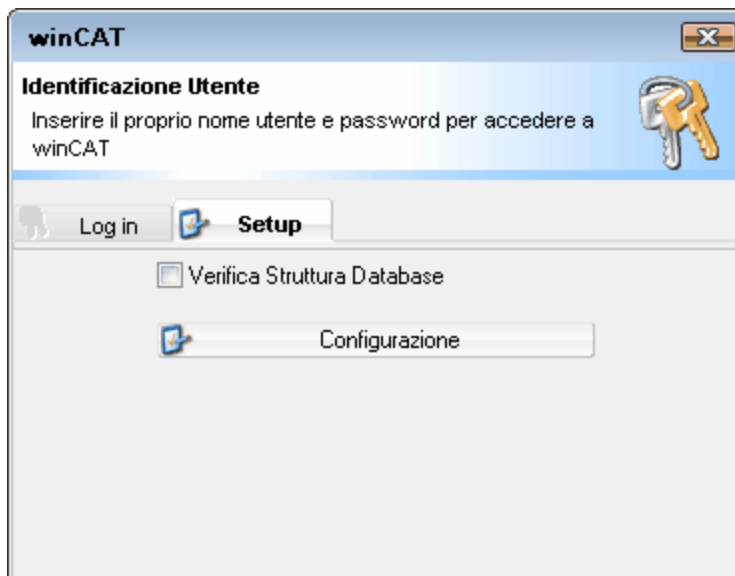 winCAT
Identificazione Utente
Inserire il proprio nome utente e password per accedere a
winCAT
Log in
Setup
Verifica Struttura Database
Configurazione